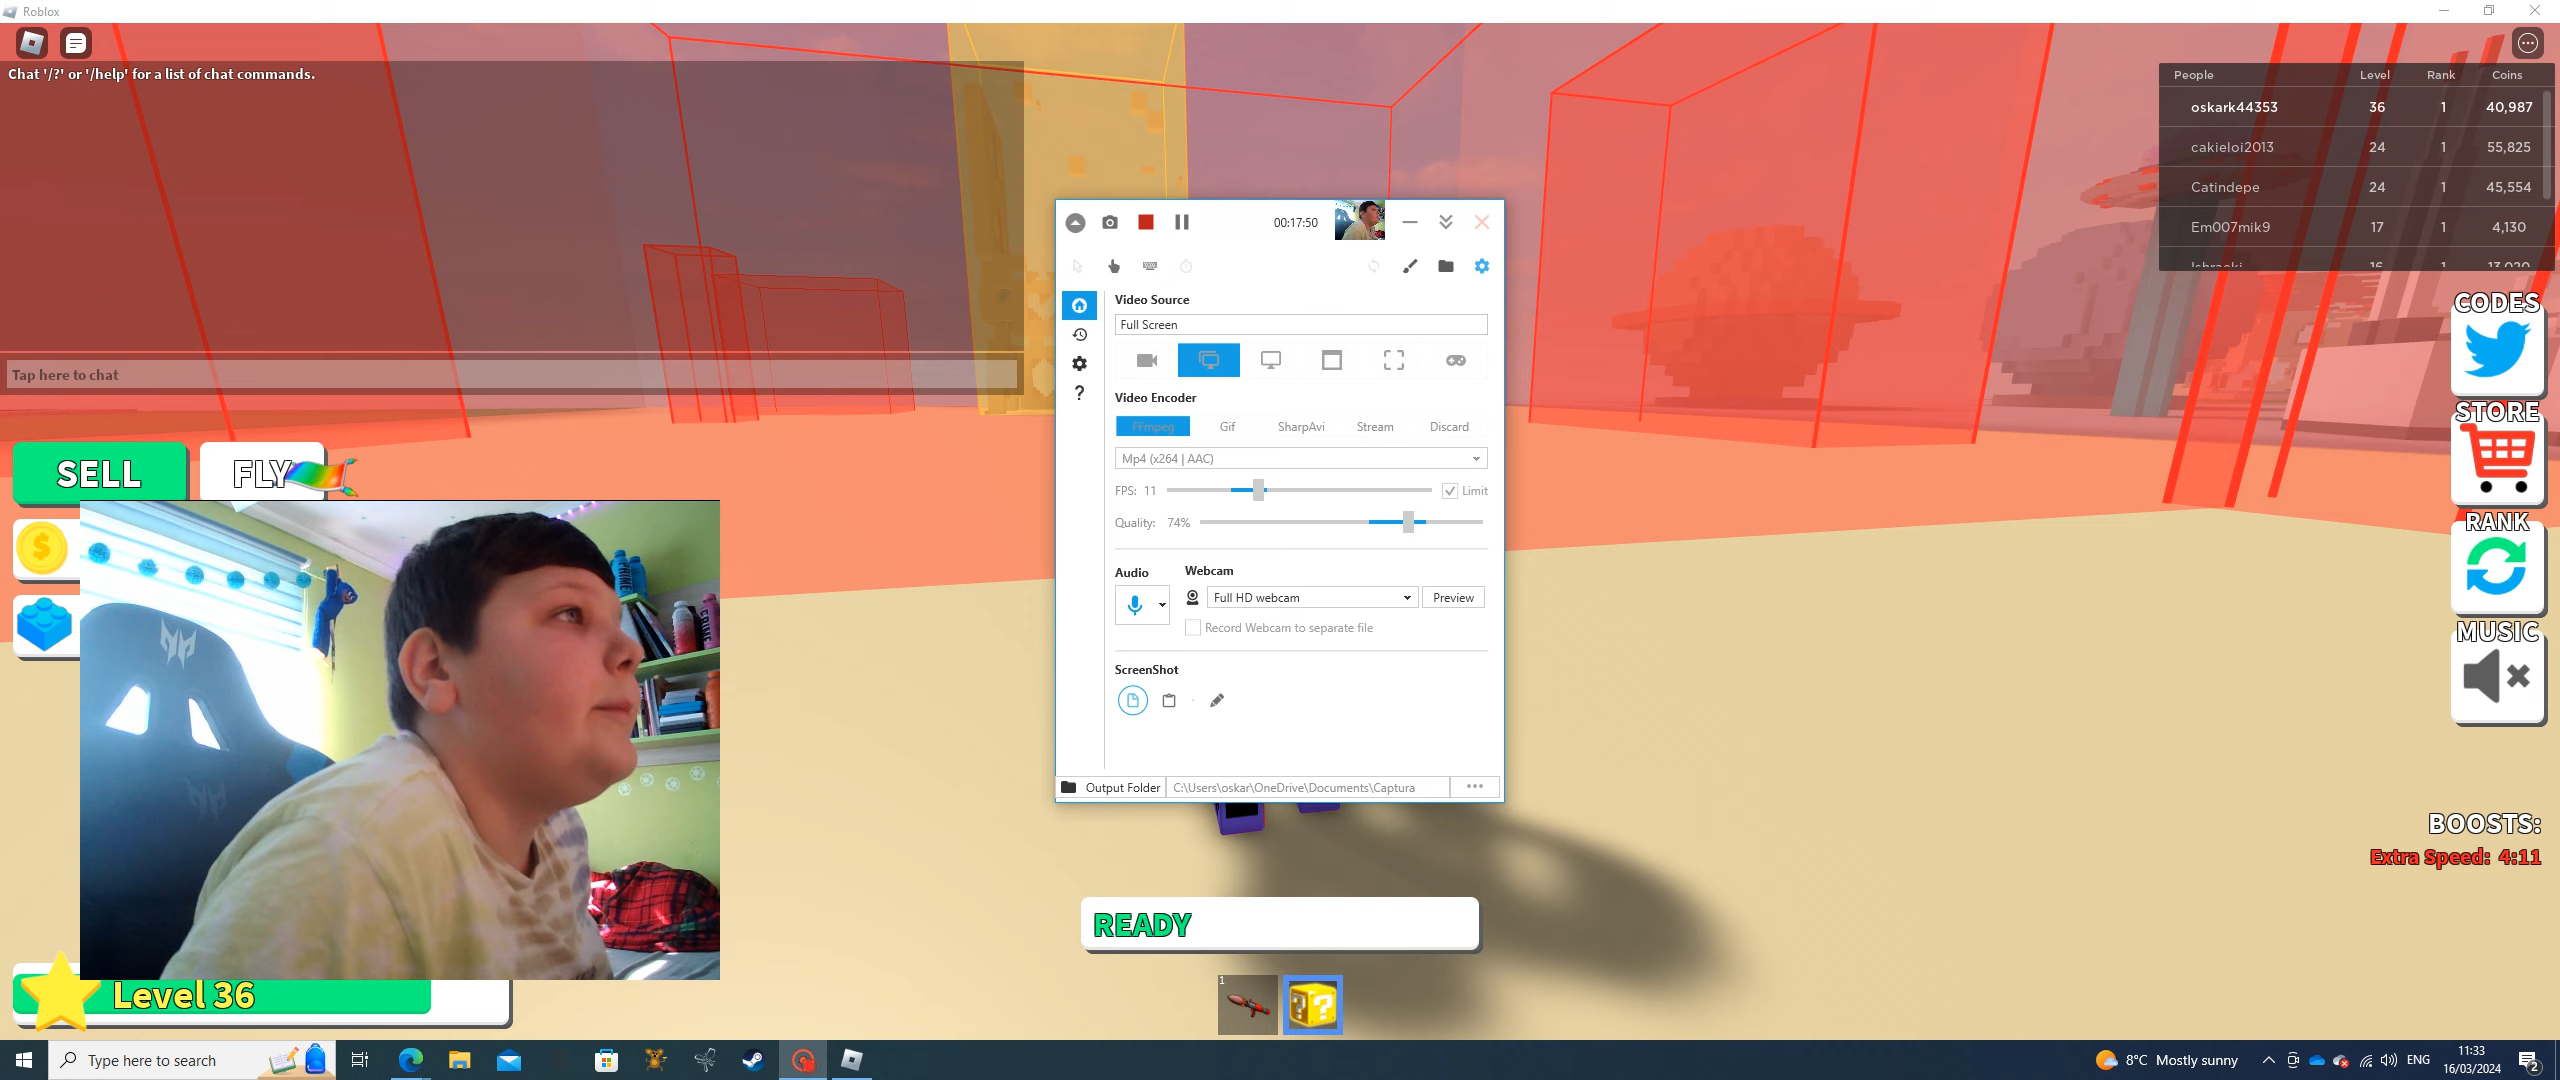 Roblox
Chat '/?' or '/help' for a list of chat commands.
Tap here to chat
People Level Rank Coins
oskark44353 36 1 40,987
cakieloi2013 24 1 55,825
Catindepe 24 1 45,554
Em007mik9 17 1 4,130
00:17:50
Video Source
Full Screen
Video Encoder
FFmpeg Gif SharpAvi Stream Discard
Mp4 (x264 | AAC)
FPS: 11 Limit
Quality: 74%
Audio Webcam
Full HD webcam Preview
Record Webcam to separate file
ScreenShot
Output Folder C:\Users\oskar\OneDrive\Documents\Captura
SELL FLY
CODES
STORE
RANK
MUSIC
BOOSTS:
Extra Speed: 4:11
PRIME
READY
1
Level 36
Type here to search
8°C Mostly sunny
ENG
11:33
16/03/2024
2